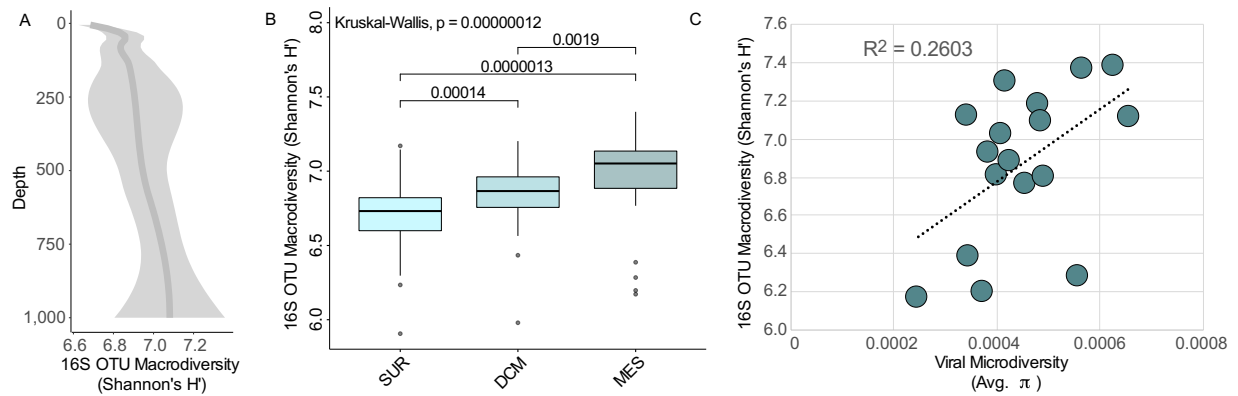 A
0
250
500
750
1,000
Depth
6.6 6.8 7.0 7.2
16S OTU Macrodiversity
(Shannon's H')
B
Kruskal-Wallis, p = 0.00000012
0.0019
0.0000013
0.00014
8.0
7.5
7.0
6.5
6.0
16S OTU Macrodiversity (Shannon's H')
SUR
DCM
MES
C
R2 = 0.2603
7.6
7.4
7.2
7.0
6.8
6.6
6.4
6.2
6.0
16S OTU Macrodiversity (Shannon's H')
0 0.0002 0.0004 0.0006 0.0008
Viral Microdiversity
(Avg. π )